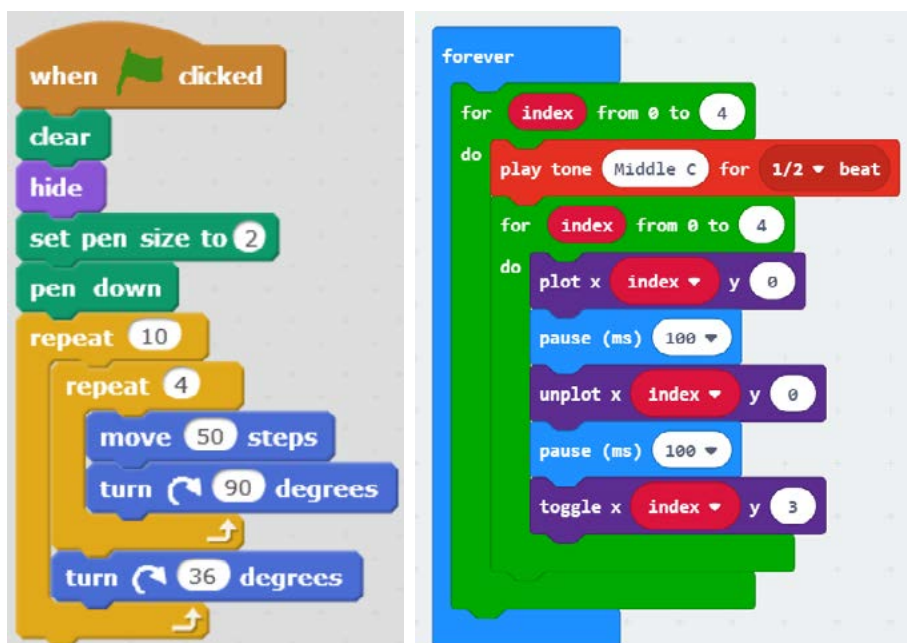 when clicked
clear
hide
set pen size to 2
pen down
repeat 10
repeat 4
move 50 steps
turn 90 degrees
turn 36 degrees
forever
for index from 0 to 4
do
play tone Middle C for 1/2 beat
for index from 0 to 4
do
plot x index y 0
pause (ms) 100
unplot x index y 0
pause (ms) 100
toggle x index y 3